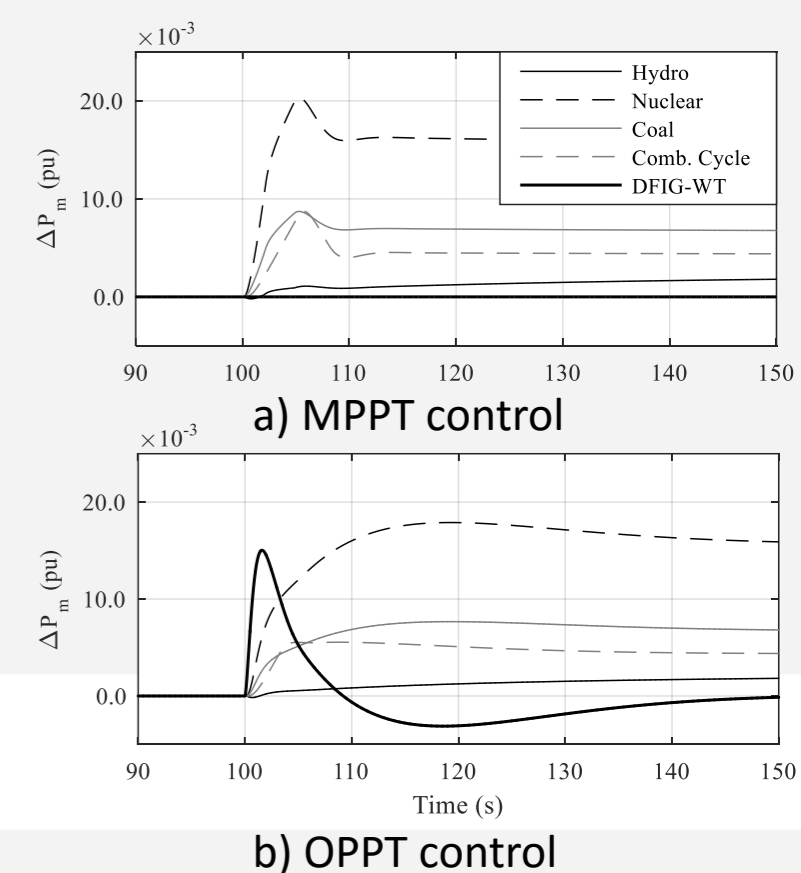 ×10⁻³
20.0
10.0
0.0
ΔPₘ (pu)
Hydro
Nuclear
Coal
Comb. Cycle
DFIG-WT
90 100 110 120 130 140 150
a) MPPT control
×10⁻³
20.0
10.0
0.0
ΔPₘ (pu)
90 100 110 120 130 140 150
Time (s)
b) OPPT control